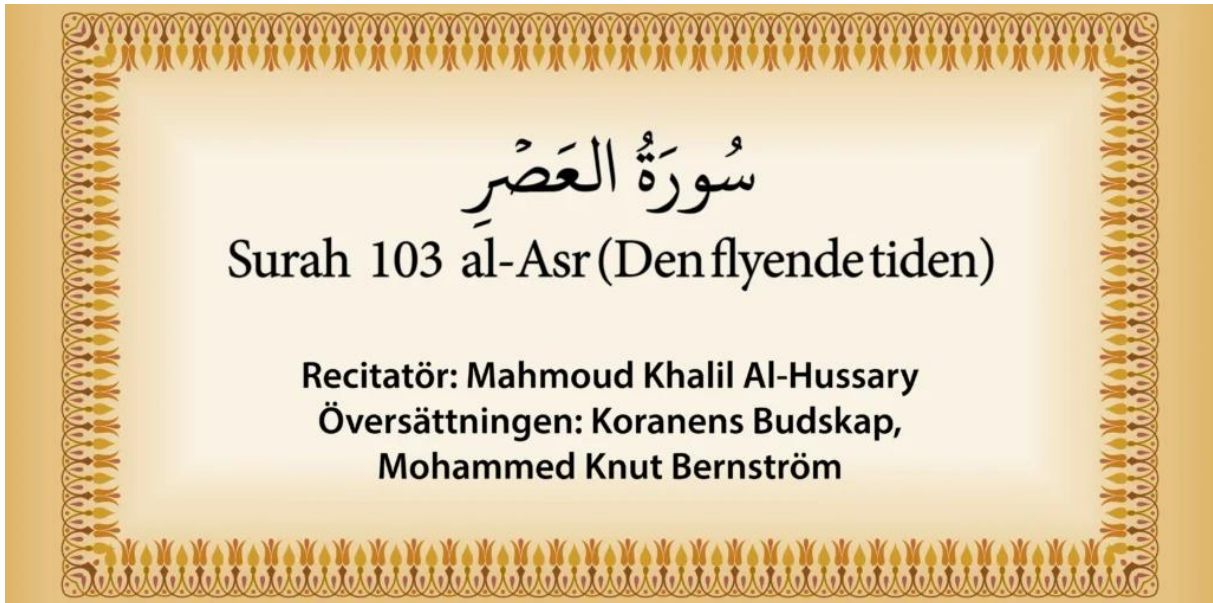 سُورَةُ العَصْرِ
Surah 103 al-Asr (Den flyende tiden)
Recitatör: Mahmoud Khalil Al-Hussary
Översättningen: Koranens Budskap,
Mohammed Knut Bernström